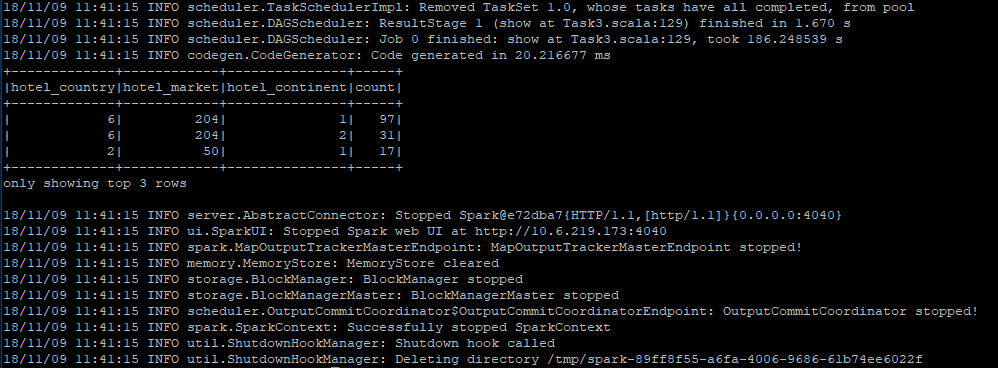 18/11/09 11:41:15 INFO scheduler.TaskSchedulerImpl: Removed TaskSet 1.0, whose tasks have all completed, from pool
18/11/09 11:41:15 INFO scheduler.DAGScheduler: ResultStage 1 (show at Task3.scala:129) finished in 1.670 s
18/11/09 11:41:15 INFO scheduler.DAGScheduler: Job 0 finished: show at Task3.scala:129, took 186.248539 s
18/11/09 11:41:15 INFO codegen.CodeGenerator: Code generated in 20.216677 ms
+-------------+------------+---------------+-----+
|hotel_country|hotel_market|hotel_continent|count|
+-------------+------------+---------------+-----+
|            6|         204|              1|   97|
|            6|         204|              2|   31|
|            2|          50|              1|   17|
+-------------+------------+---------------+-----+
only showing top 3 rows
18/11/09 11:41:15 INFO server.AbstractConnector: Stopped Spark@e72dba7{HTTP/1.1,[http/1.1]}{0.0.0.0:4040}
18/11/09 11:41:15 INFO ui.SparkUI: Stopped Spark web UI at http://10.6.219.173:4040
18/11/09 11:41:15 INFO spark.MapOutputTrackerMasterEndpoint: MapOutputTrackerMasterEndpoint stopped!
18/11/09 11:41:15 INFO memory.MemoryStore: MemoryStore cleared
18/11/09 11:41:15 INFO storage.BlockManager: BlockManager stopped
18/11/09 11:41:15 INFO storage.BlockManagerMaster: BlockManagerMaster stopped
18/11/09 11:41:15 INFO scheduler.OutputCommitCoordinator$OutputCommitCoordinatorEndpoint: OutputCommitCoordinator stopped!
18/11/09 11:41:15 INFO spark.SparkContext: Successfully stopped SparkContext
18/11/09 11:41:15 INFO util.ShutdownHookManager: Shutdown hook called
18/11/09 11:41:15 INFO util.ShutdownHookManager: Deleting directory /tmp/spark-89ff8f55-a6fa-4006-9686-61b74ee6022f